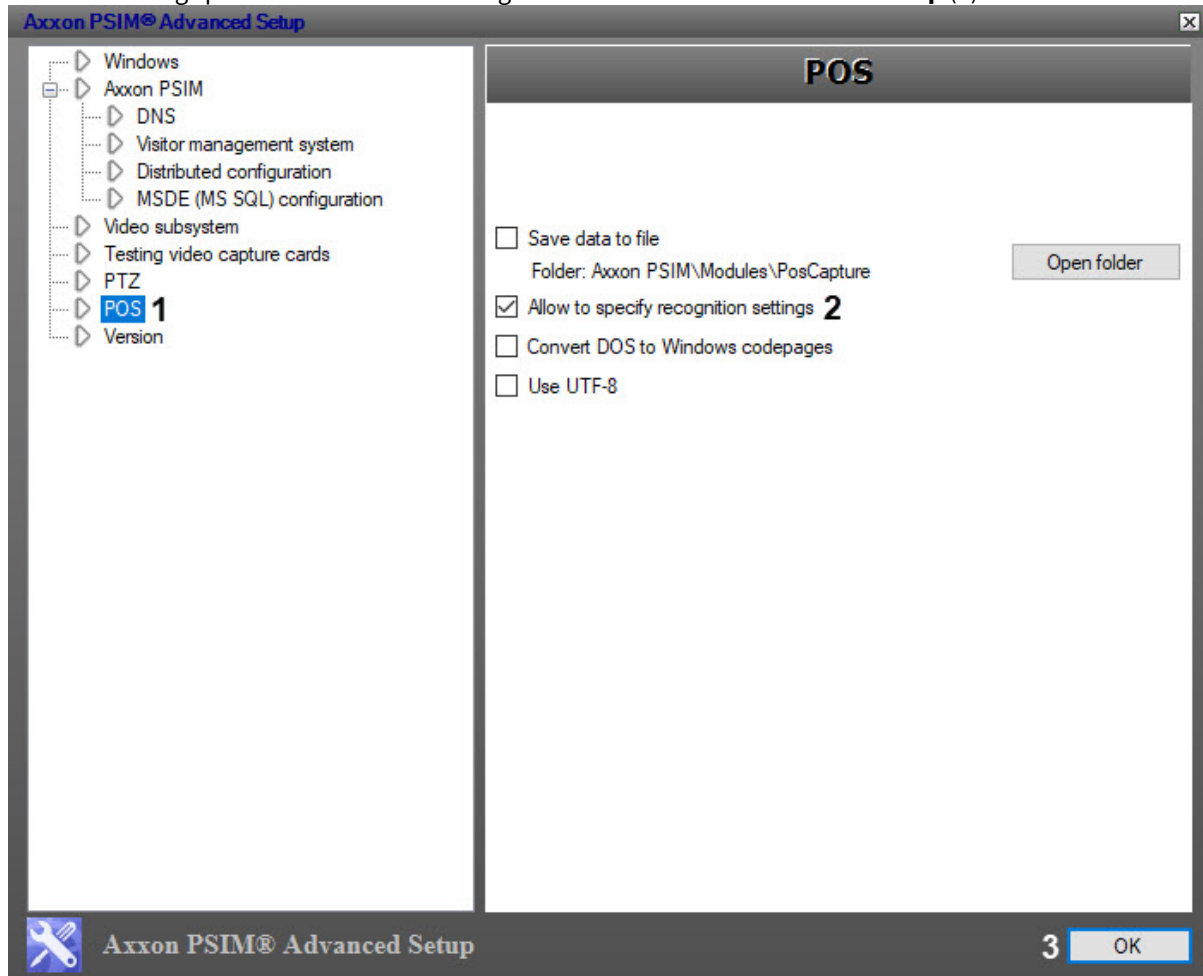 Axxon PSIM® Advanced Setup
Windows
Axxon PSIM
DNS
Visitor management system
Distributed configuration
MSDE (MS SQL) configuration
Video subsystem
Testing video capture cards
PTZ
POS 1
Version
POS
Save data to file
Folder: Axxon PSIM\Modules\PosCapture
Open folder
Allow to specify recognition settings 2
Convert DOS to Windows codepages
Use UTF-8
Axxon PSIM® Advanced Setup
3 OK